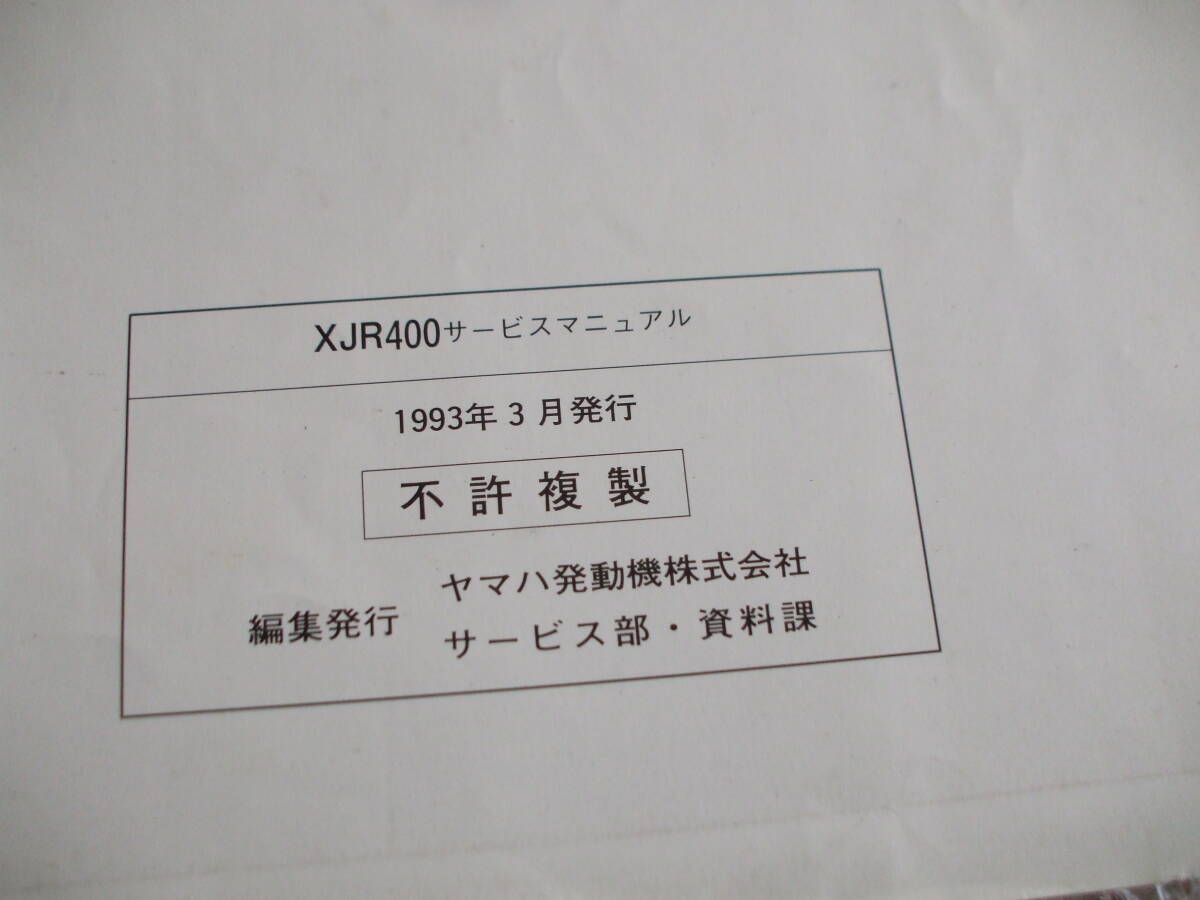 XJR400サービスマニュアル
1993年3月発行
不許複製
編集発行 ヤマハ発動機株式会社
サービス部・資料課